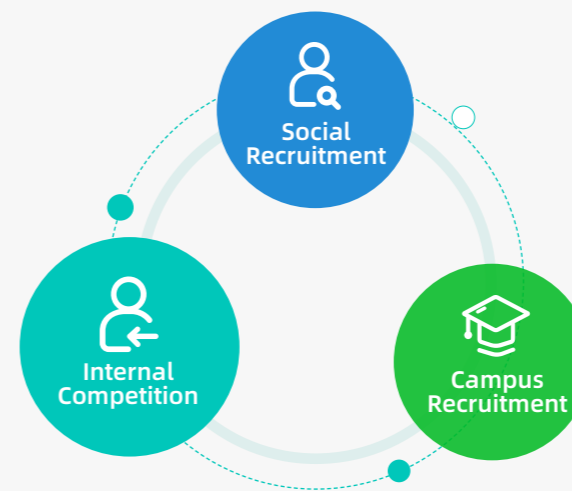 Social
Recruitment
Internal
Competition
Campus
Recruitment